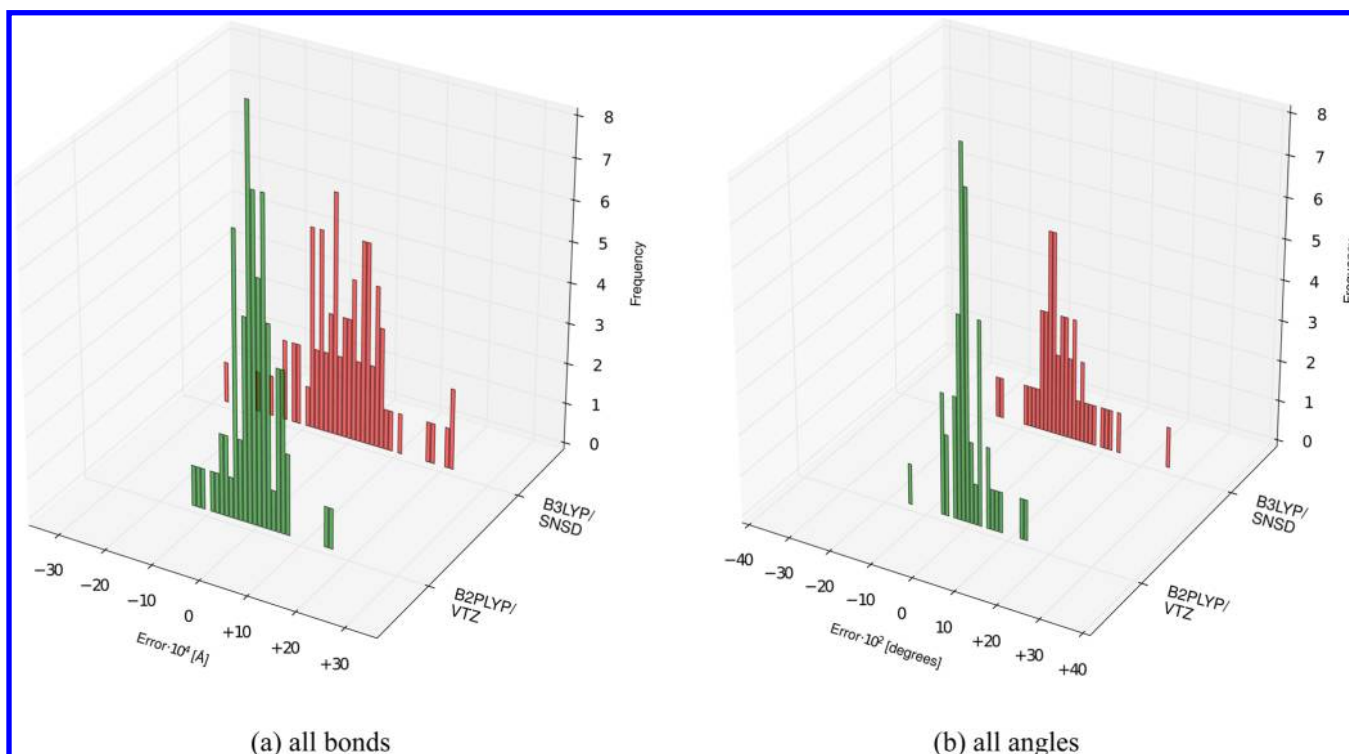 8
7
6
5
4
3
2
1
0
Frequency
B3LYP/
SNSD
B2PLYP/
VTZ
−30
−20
−10
0
+10
+20
+30
Error·10⁴ [Å]
(a) all bonds
8
7
6
5
4
3
2
1
0
Frequency
B3LYP/
SNSD
B2PLYP/
VTZ
−40
−30
−20
−10
0
10
+20
+30
+40
Error·10² [degrees]
(b) all angles